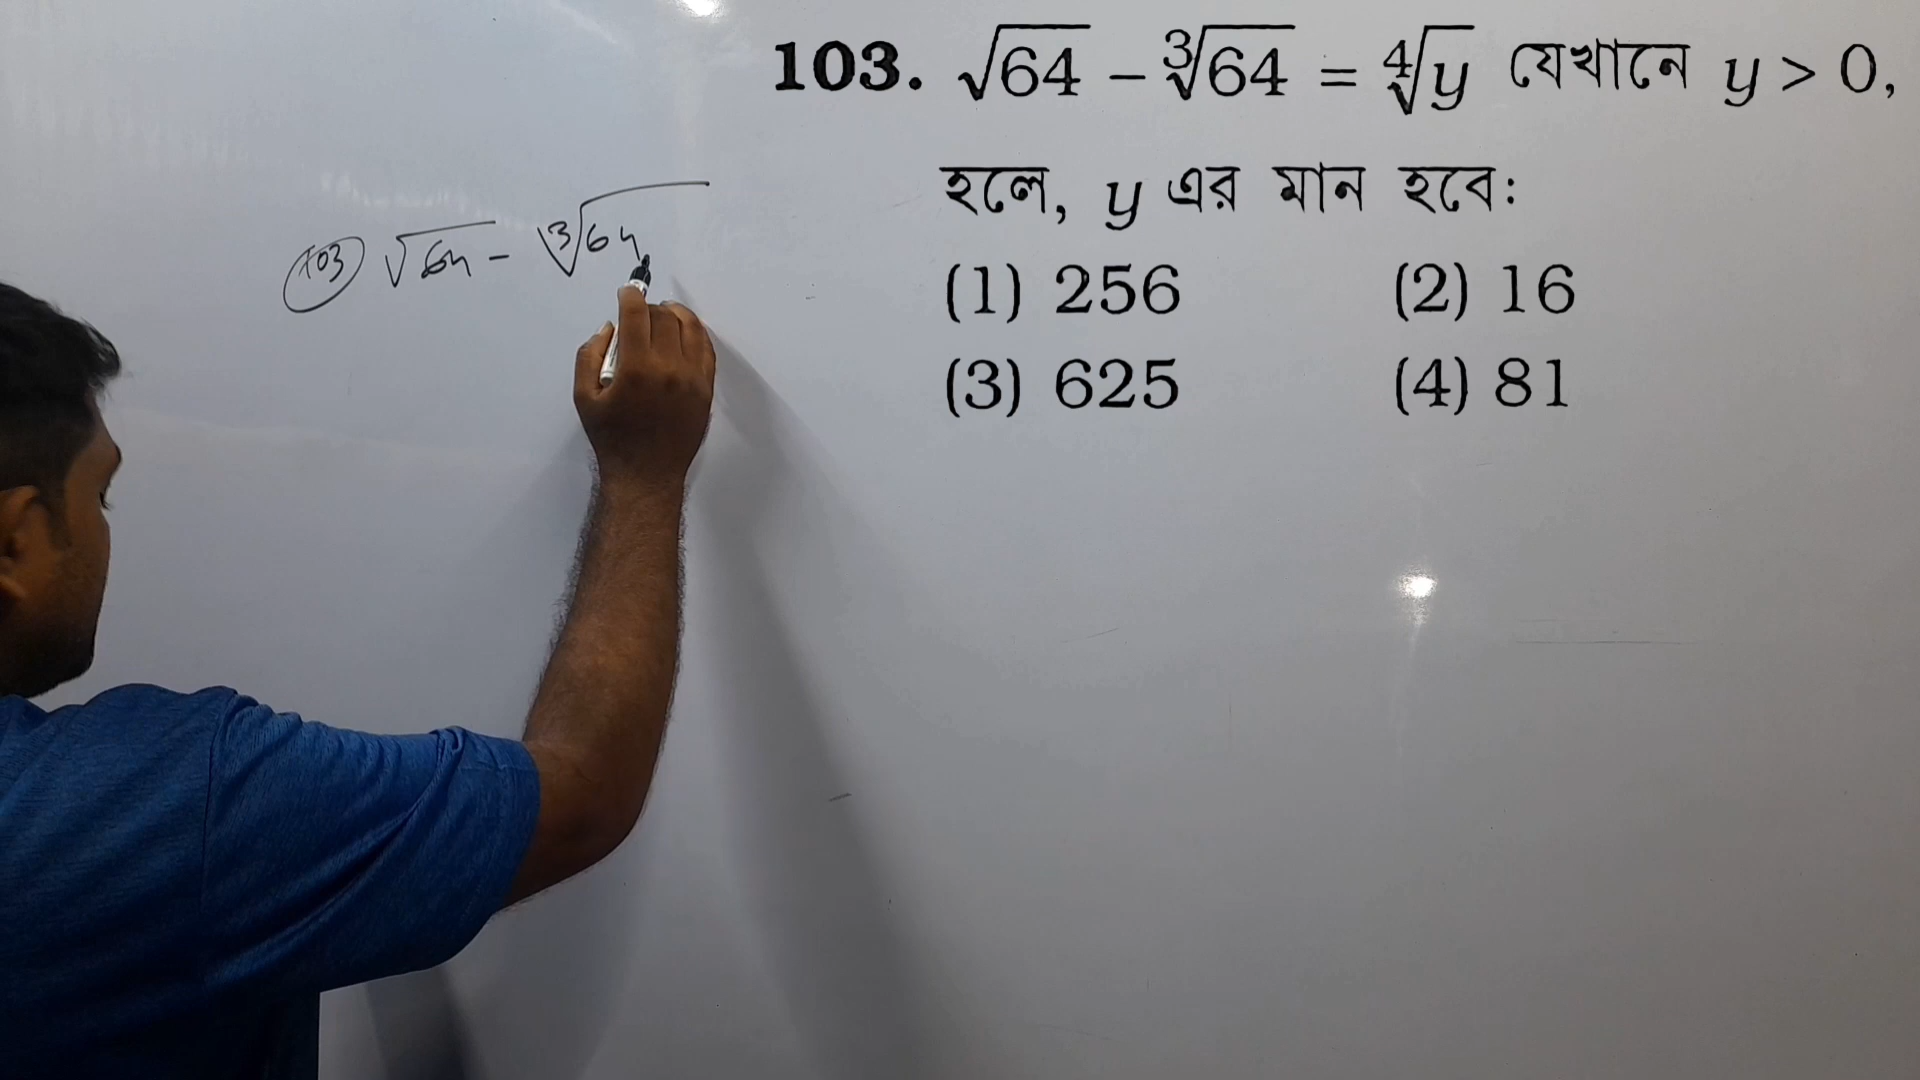 103. √64 – ∛64 = ∜y যেখানে y > 0,
হলে, y এর মান হবেঃ
(1) 256 (2) 16
(3) 625 (4) 81
103 √64 – ∛64